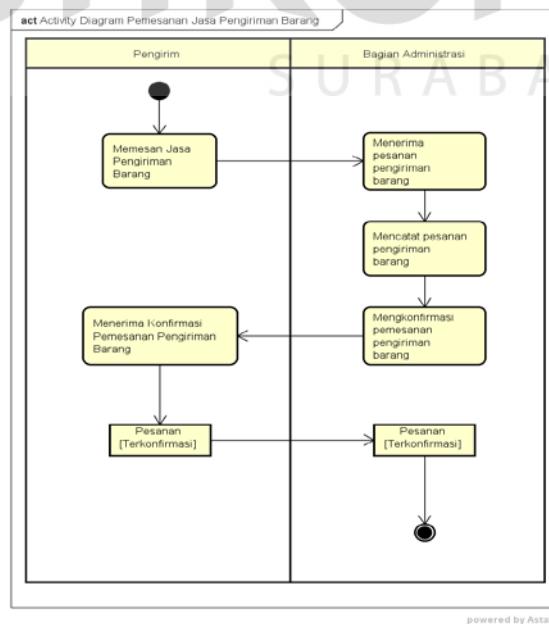 act Activity Diagram Pemesanan Jasa Pengiriman Barang
Pengirim
Bagian Administrasi
SURABA
Memesan Jasa
Pengiriman
Barang
Menerima
pesanan
pengiriman
barang
Mencatat pesanan
pengiriman
barang
Mengkonfirmasi
pemesanan
pengiriman
barang
Menerima Konfirmasi
Pemesanan Pengiriman
Barang
Pesanan
[Terkonfirmasi]
Pesanan
[Terkonfirmasi]
powered by Asta